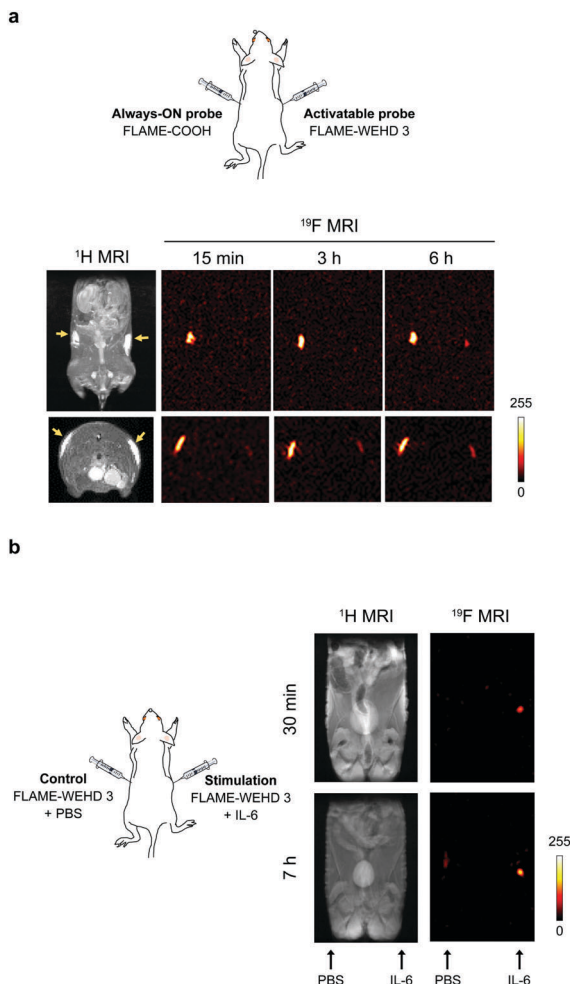 a
Always-ON probe
FLAME-COOH
Activatable probe
FLAME-WEHD 3
¹⁹F MRI
¹H MRI
15 min
3 h
6 h
255
0
b
¹H MRI
¹⁹F MRI
30 min
Control
FLAME-WEHD 3
+ PBS
Stimulation
FLAME-WEHD 3
+ IL-6
7 h
255
0
PBS
IL-6
PBS
IL-6